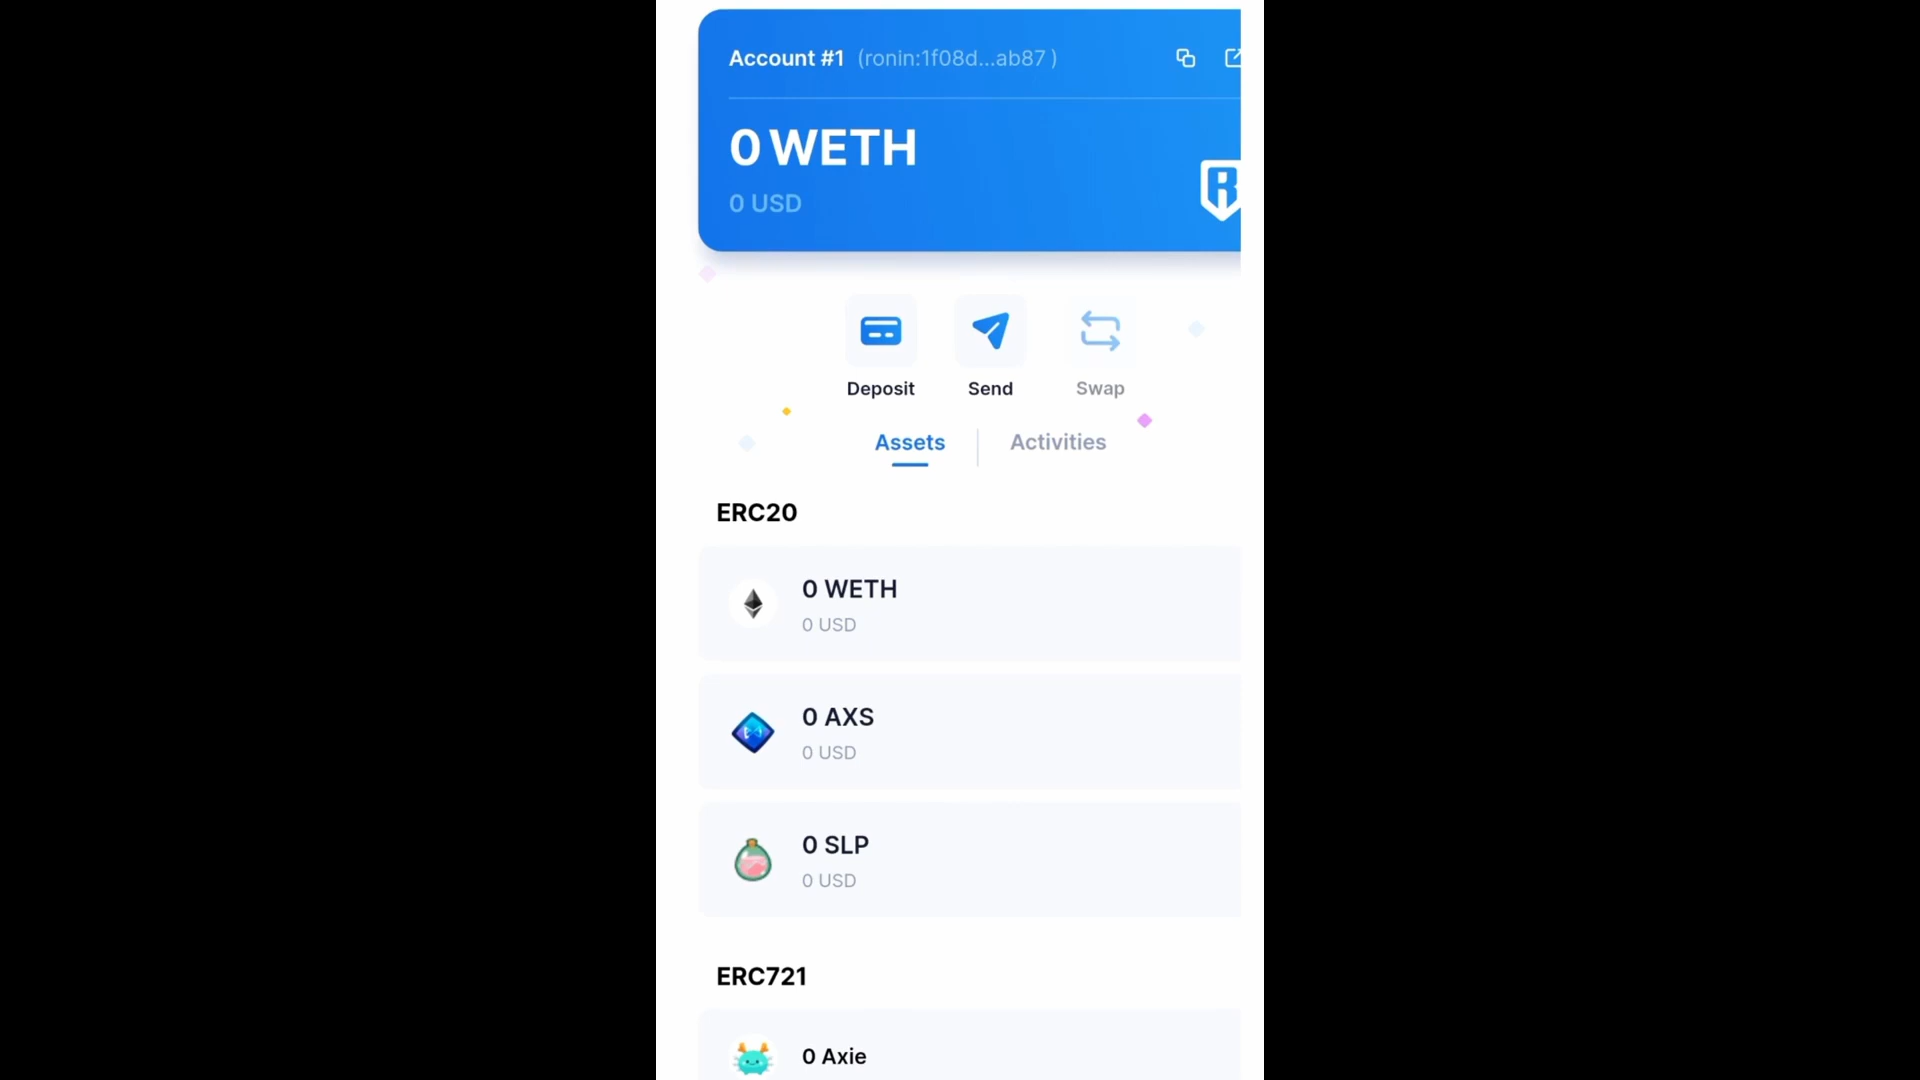 Account #1 (ronin:1f08d...ab87 )
0 WETH
0 USD
Deposit Send Swap
Assets Activities
ERC20
0 WETH
0 USD
0 AXS
0 USD
0 SLP
0 USD
ERC721
0 Axie